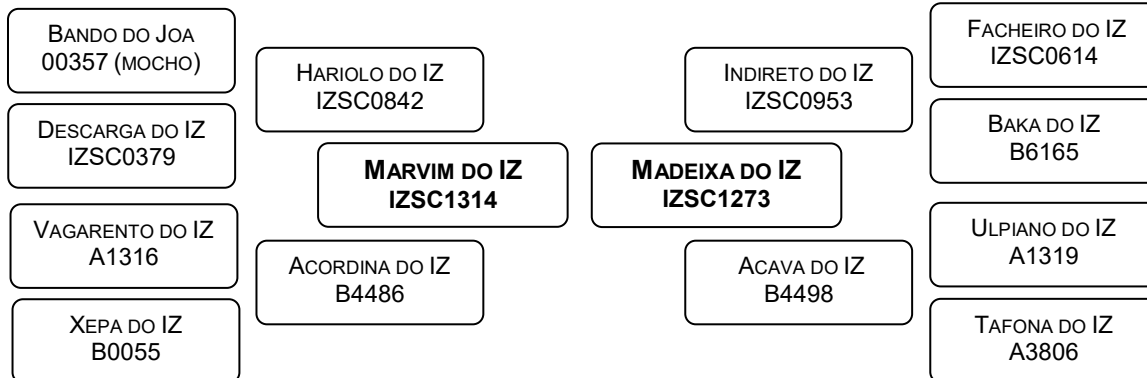 BANDO DO JOA
00357 (MOCHO)
DESCARGA DO IZ
IZSC0379
VAGARENTO DO IZ
A1316
XEPA DO IZ
B0055
HARIOLO DO IZ
IZSC0842
ACORDINA DO IZ
B4486
MARVIM DO IZ
IZSC1314
MADEIXA DO IZ
IZSC1273
INDIRETO DO IZ
IZSC0953
ACAVA DO IZ
B4498
FACHEIRO DO IZ
IZSC0614
BAKA DO IZ
B6165
ULPIANO DO IZ
A1319
TAFONA DO IZ
A3806